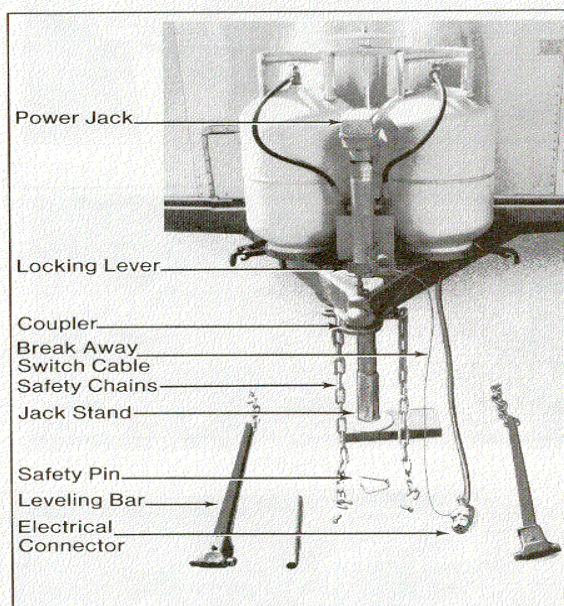 Power Jack
Locking Lever
Coupler
Break Away
Switch Cable
Safety Chains
Jack Stand
Safety Pin
Leveling Bar
Electrical
Connector